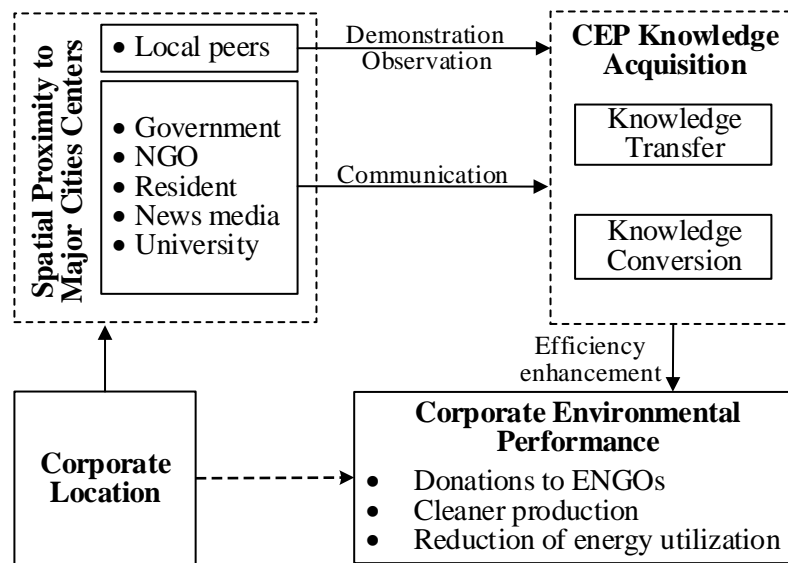 Spatial Proximity to
Major Cities Centers
• Local peers
• Government
• NGO
• Resident
• News media
• University
Demonstration
Observation
Communication
CEP Knowledge
Acquisition
Knowledge
Transfer
Knowledge
Conversion
Efficiency
enhancement
Corporate
Location
Corporate Environmental
Performance
• Donations to ENGOs
• Cleaner production
• Reduction of energy utilization